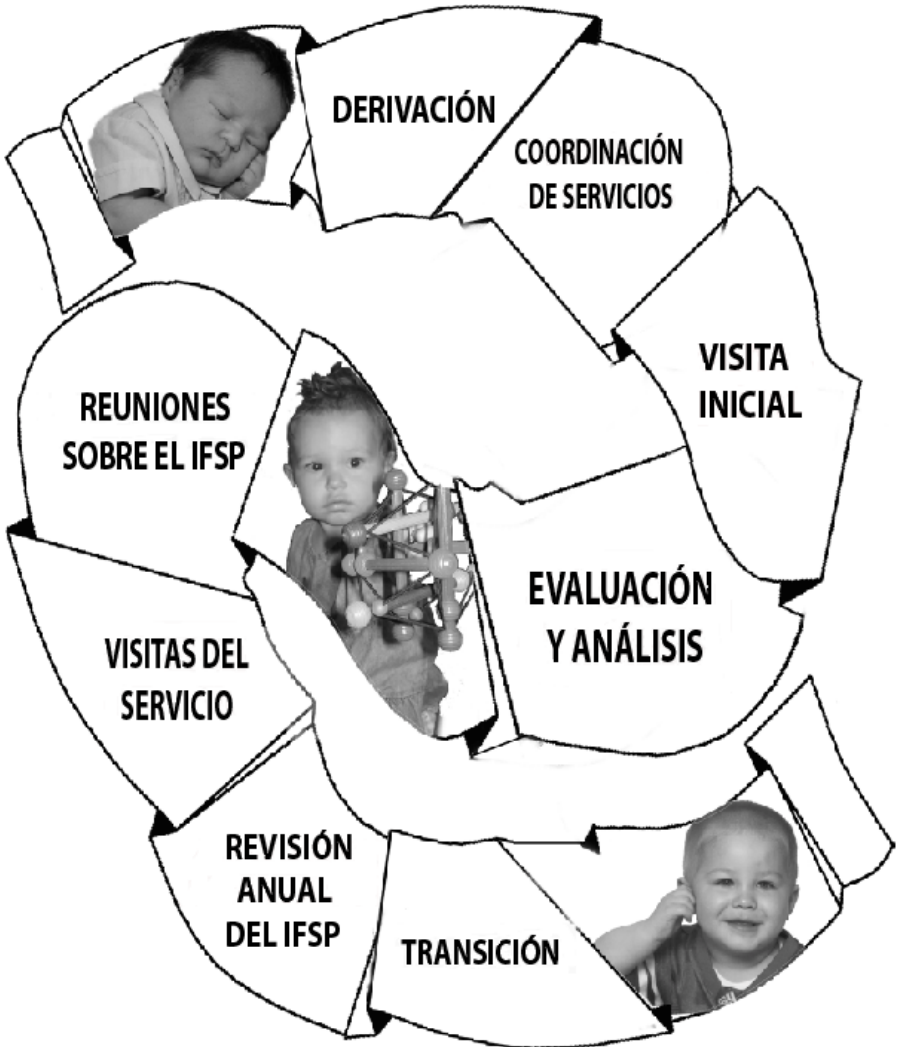 DERIVACIÓN
COORDINACIÓN
DE SERVICIOS
VISITA
INICIAL
EVALUACIÓN
Y ANÁLISIS
REUNIONES
SOBRE EL IFSP
VISITAS DEL
SERVICIO
REVISIÓN
ANUAL
DEL IFSP
TRANSICIÓN